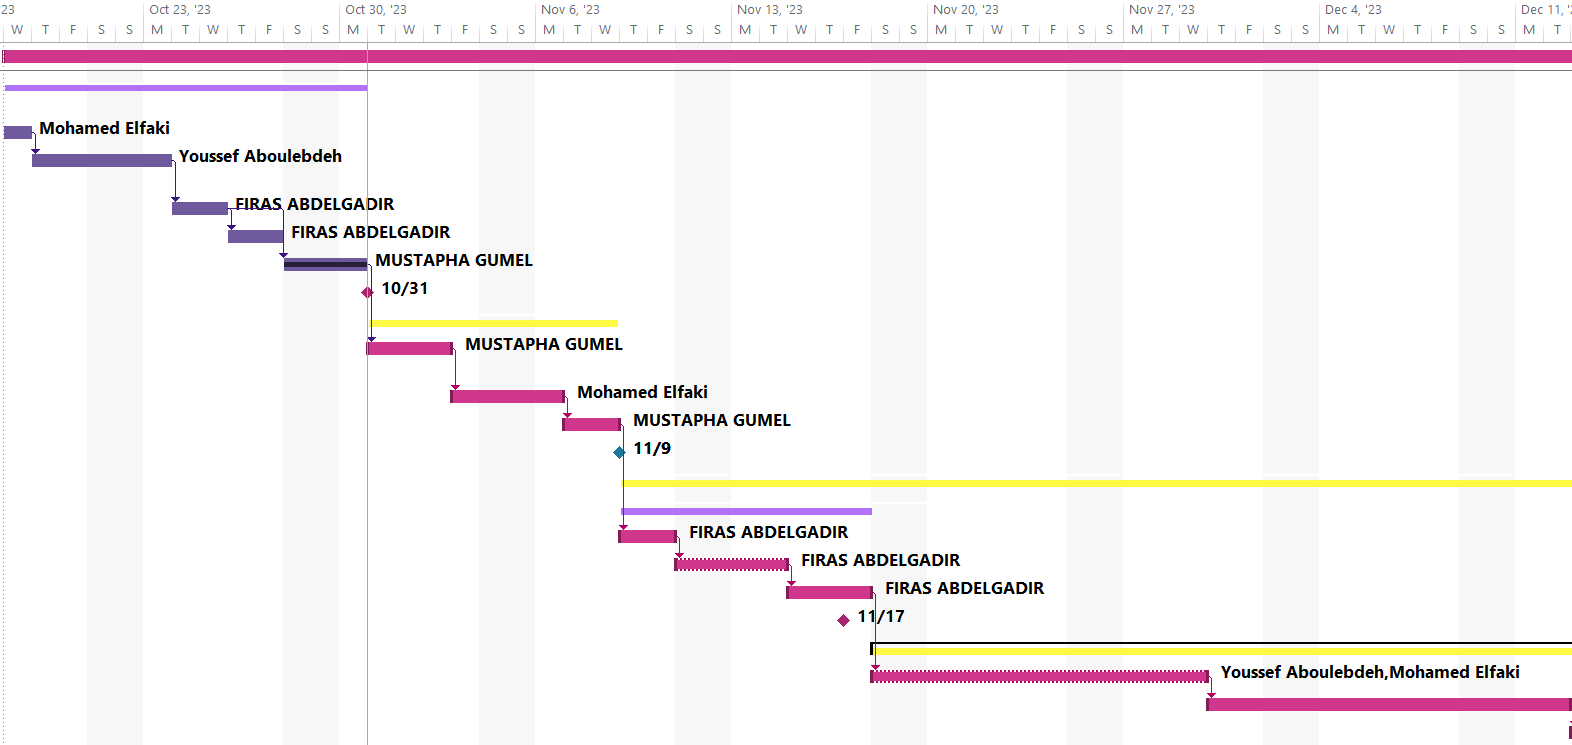 23 Oct 23, '23 Oct 30, '23 Nov 6, '23 Nov 13, '23 Nov 20, '23 Nov 27, '23 Dec 4, '23 Dec 11, '2
W T F S S M T W T F S S M T W T F S S M T W T F S S M T W T F S S M T W T F S S M T W T F S S M T W T F S S M T
Mohamed Elfaki
Youssef Aboulebdeh
FIRAS ABDELGADIR
FIRAS ABDELGADIR
MUSTAPHA GUMEL
10/31
MUSTAPHA GUMEL
Mohamed Elfaki
MUSTAPHA GUMEL
11/9
FIRAS ABDELGADIR
FIRAS ABDELGADIR
FIRAS ABDELGADIR
11/17
Youssef Aboulebdeh,Mohamed Elfaki